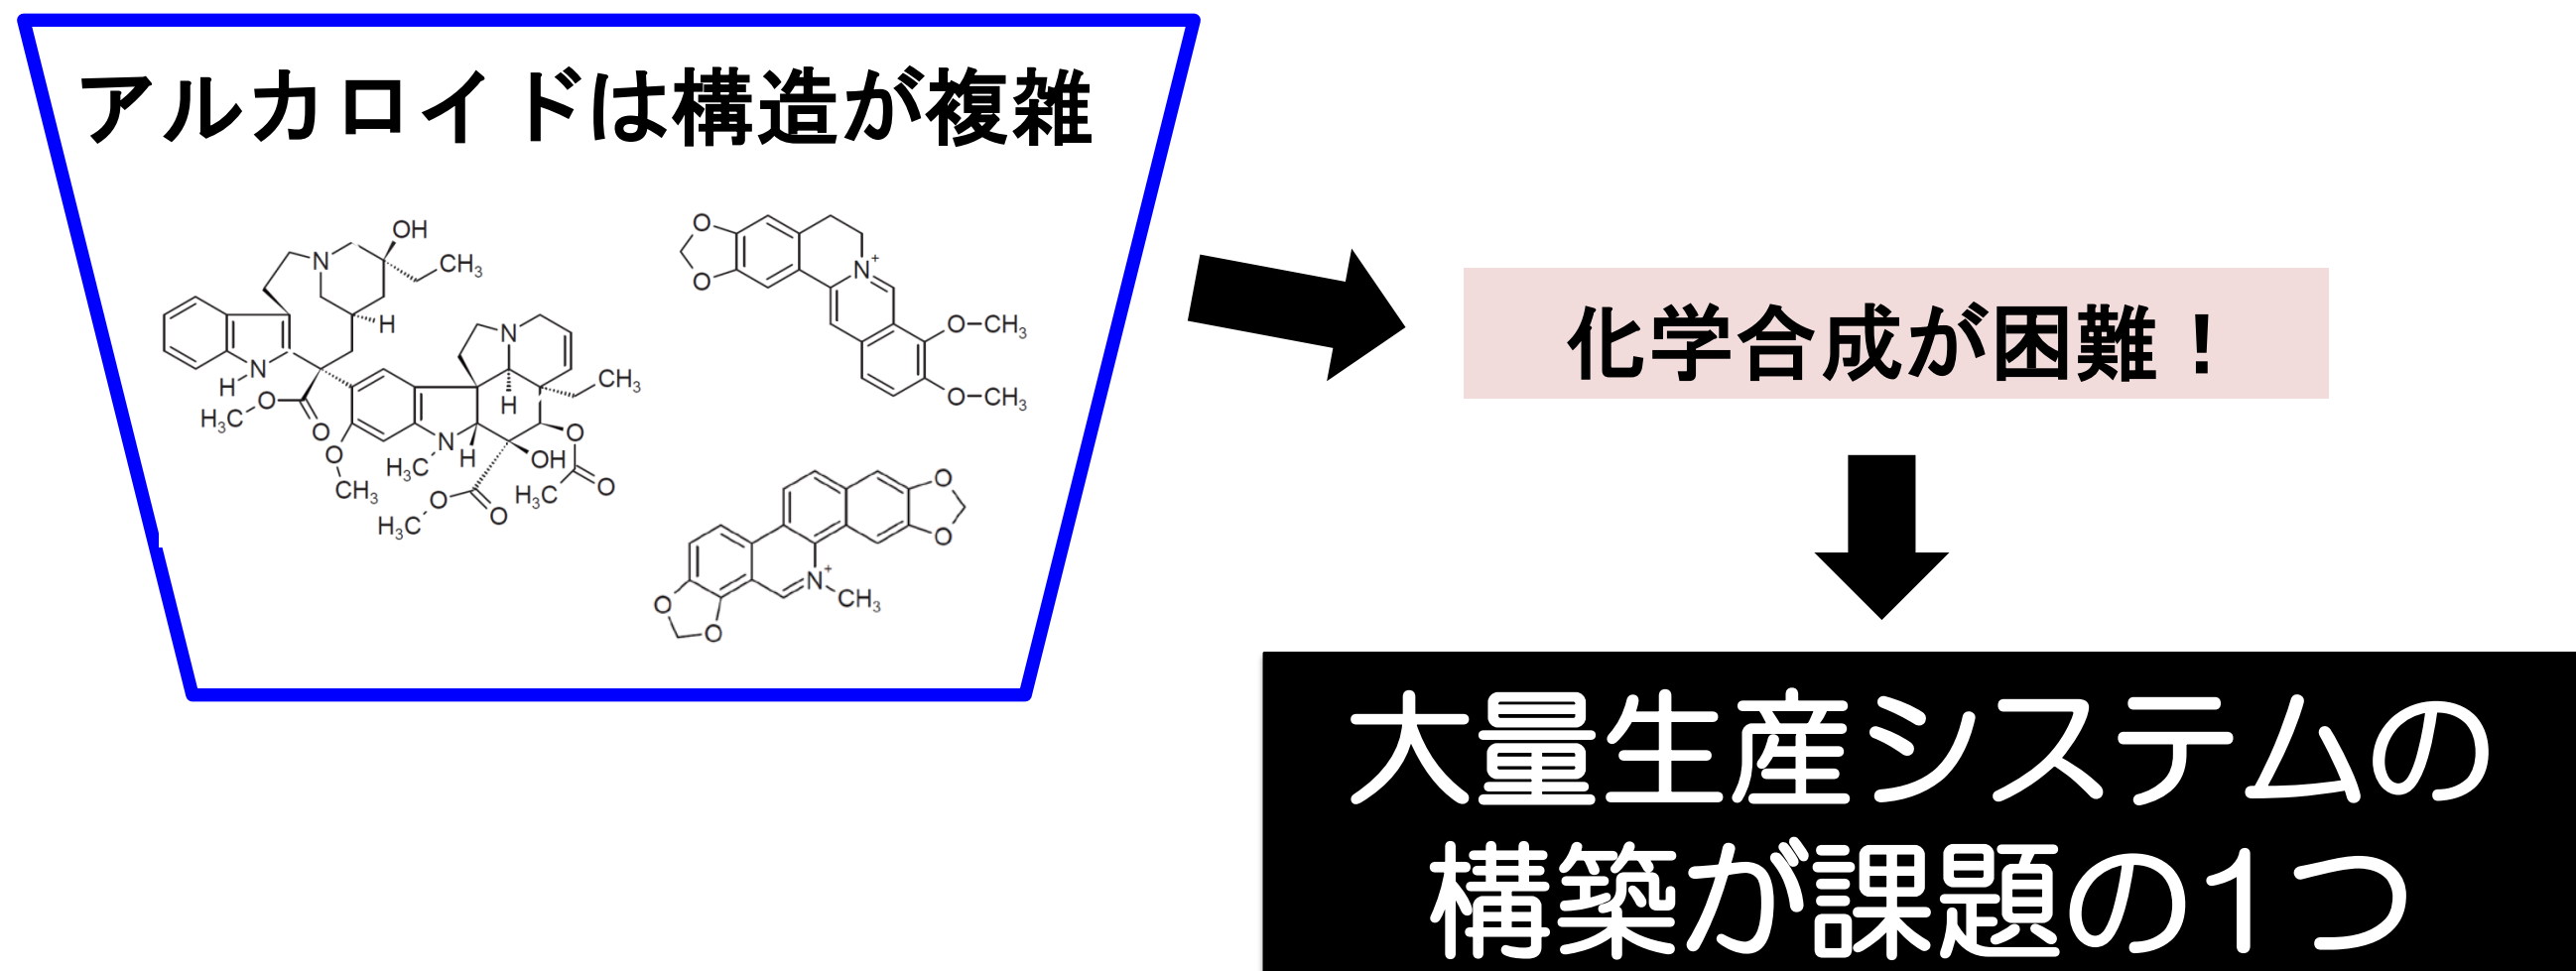 アルカロイドは構造が複雑
OH
N
CH3
H
N
H
O
H3C
O
O
CH3
N
CH3
H
N
H3C
H
OH
O
O
H3C
O
O
H3C
O
O
N+
O-CH3
O-CH3
O
O
N+
CH3
O
O
化学合成が困難!
大量生産システムの
構築が課題の1つ